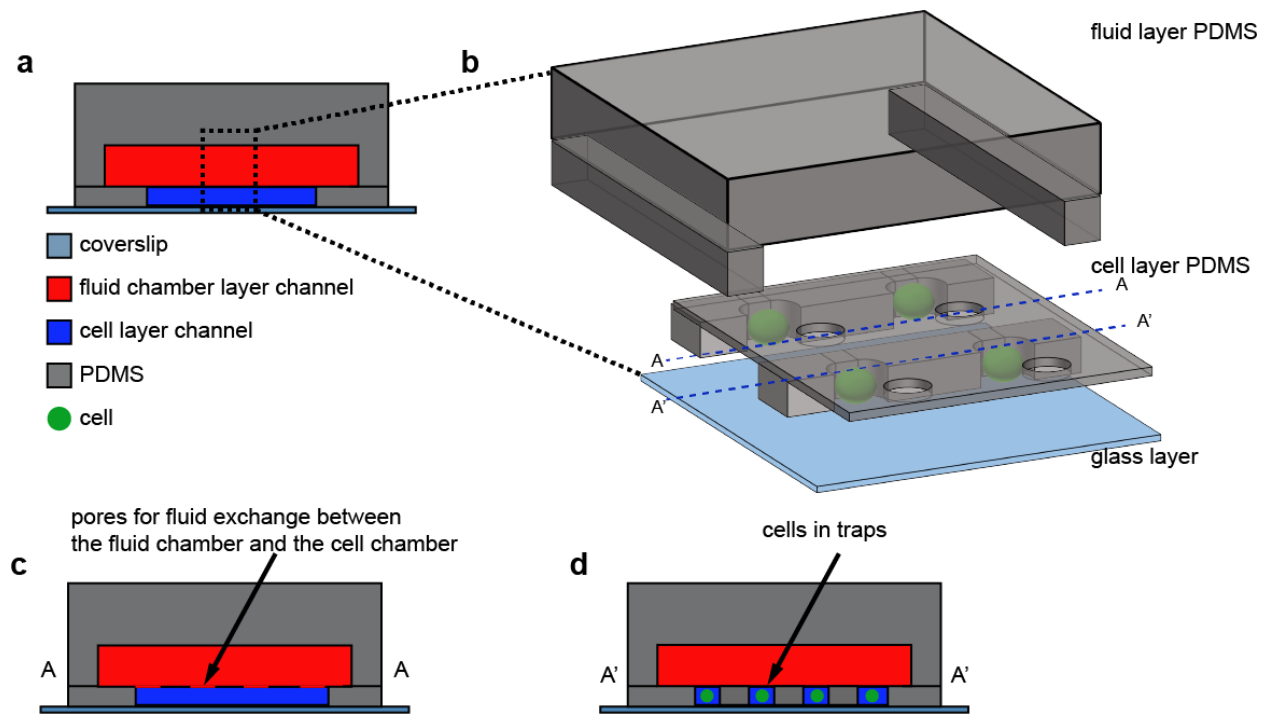 a
b
fluid layer PDMS
coverslip
fluid chamber layer channel
cell layer channel
PDMS
cell
cell layer PDMS
A
A'
A
A'
glass layer
c
pores for fluid exchange between
the fluid chamber and the cell chamber
A
A
d
cells in traps
A'
A'